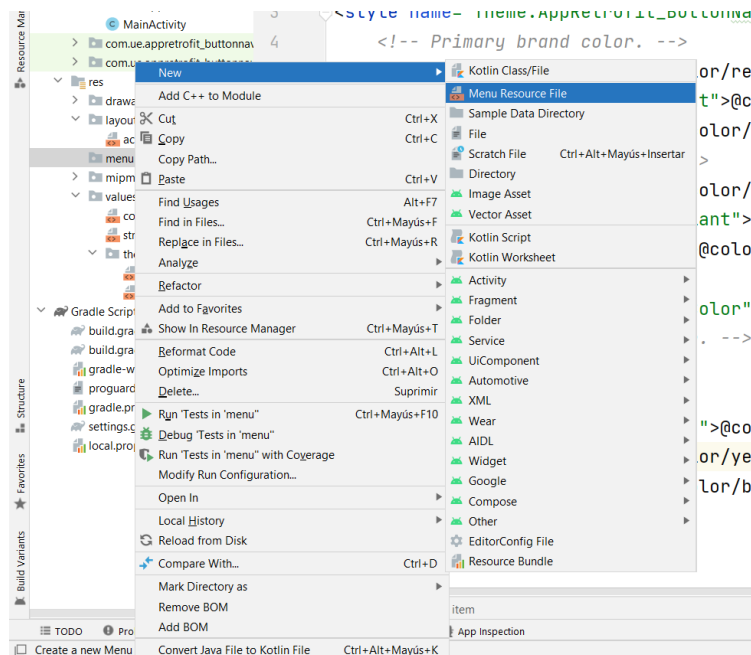 Resource Mar
MainActivity
com.ue.appretrofit_buttonnav
com.ue.appretrofit_buttonnav
res
drawa
layou
ac
menu
mipm
values
co
str
the
Gradle Script
build.gra
build.gra
gradle-w
proguard
gradle.pr
settings.g
local.prop
Structure
Favorites
Build Variants
3
<style name="Theme.AppRetrofit_ButtonNa
4
<!-- Primary brand color. -->
or/re
t">@c
olor/
>
olor/
ant">
@colo
olor"
. -->
">@co
or/ye
lor/b
New
Add C++ to Module
Cut Ctrl+X
Copy Ctrl+C
Copy Path...
Paste Ctrl+V
Find Usages Alt+F7
Find in Files... Ctrl+Mayús+F
Replace in Files... Ctrl+Mayús+R
Analyze
Refactor
Add to Favorites
Show In Resource Manager Ctrl+Mayús+T
Reformat Code Ctrl+Alt+L
Optimize Imports Ctrl+Alt+O
Delete... Suprimir
Run 'Tests in 'menu'' Ctrl+Mayús+F10
Debug 'Tests in 'menu''
Run 'Tests in 'menu'' with Coverage
Modify Run Configuration...
Open In
Local History
Reload from Disk
Compare With... Ctrl+D
Mark Directory as
Remove BOM
Add BOM
Convert Java File to Kotlin File Ctrl+Alt+Mayús+K
Kotlin Class/File
Menu Resource File
Sample Data Directory
File
Scratch File Ctrl+Alt+Mayús+Insertar
Directory
Image Asset
Vector Asset
Kotlin Script
Kotlin Worksheet
Activity
Fragment
Folder
Service
UiComponent
Automotive
XML
Wear
AIDL
Widget
Google
Compose
Other
EditorConfig File
Resource Bundle
item
TODO
Pro
App Inspection
Create a new Menu